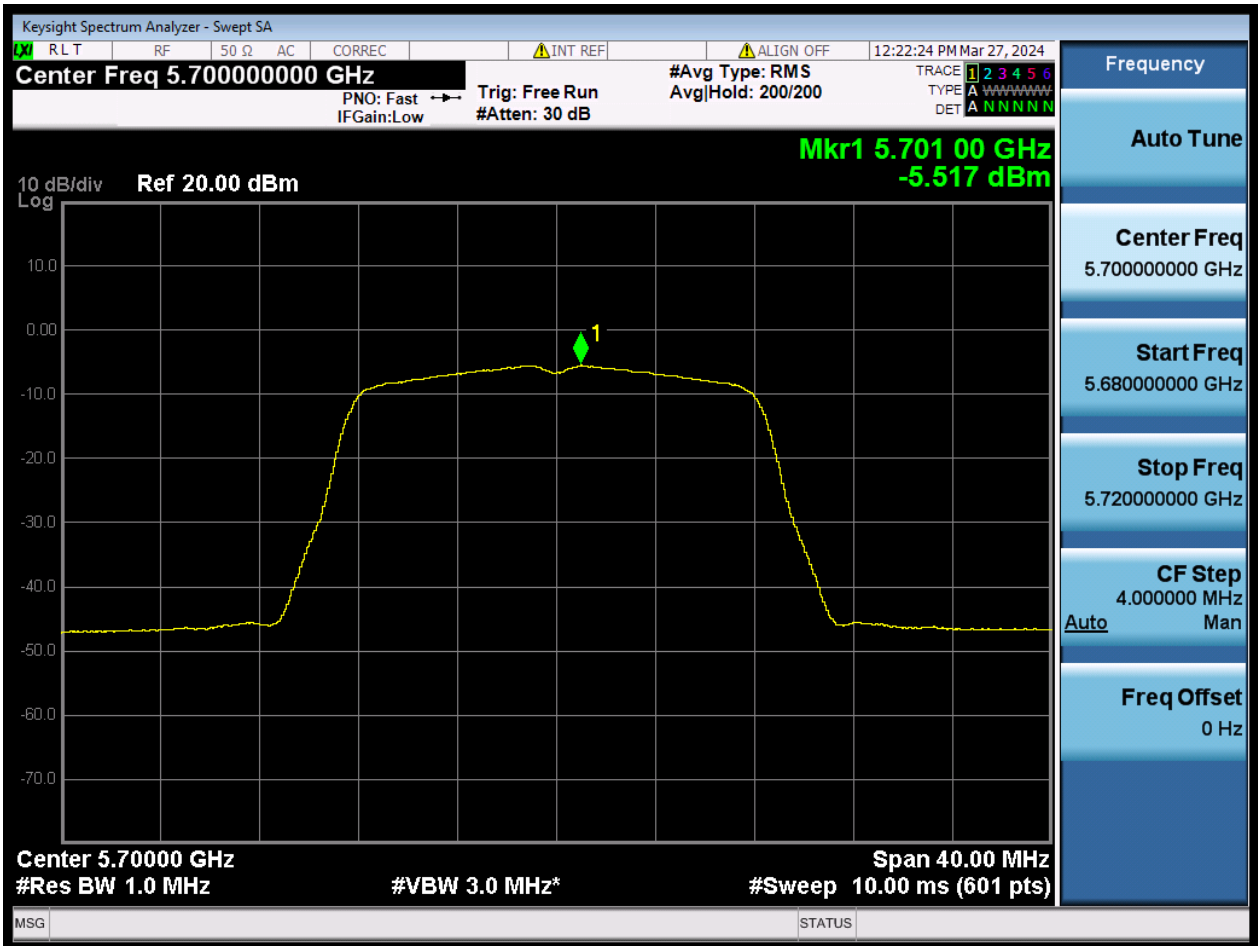 Keysight Spectrum Analyzer - Swept SA
LXI RLT RF 50 Ω AC CORREC INT REF ALIGN OFF 12:22:24 PM Mar 27, 2024
Center Freq 5.700000000 GHz #Avg Type: RMS TRACE 1 2 3 4 5 6
PNO: Fast Trig: Free Run Avg|Hold: 200/200 TYPE A WWWWW
IFGain:Low #Atten: 30 dB DET A N N N N N
Mkr1 5.701 00 GHz
-5.517 dBm
10 dB/div Ref 20.00 dBm
Log
10.0
0.00
1
-10.0
-20.0
-30.0
-40.0
-50.0
-60.0
-70.0
Center 5.70000 GHz Span 40.00 MHz
#Res BW 1.0 MHz #VBW 3.0 MHz* #Sweep 10.00 ms (601 pts)
MSG STATUS
Frequency
Auto Tune
Center Freq
5.700000000 GHz
Start Freq
5.680000000 GHz
Stop Freq
5.720000000 GHz
CF Step
4.000000 MHz
Auto Man
Freq Offset
0 Hz